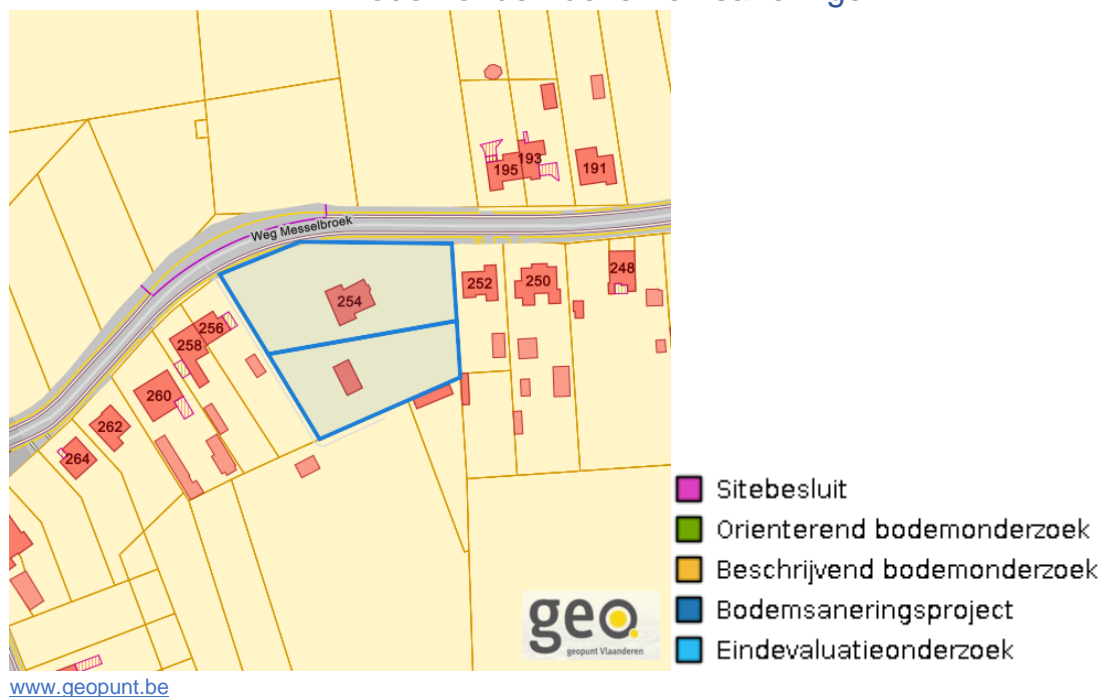 195
193
191
Weg Messelbroek
254
252
250
248
256
258
260
262
264
Sitebesluit
Orienterend bodemonderzoek
Beschrijvend bodemonderzoek
Bodemsaneringsproject
Eindevaluatieonderzoek
geo.
geopunt Vlaanderen
www.geopunt.be